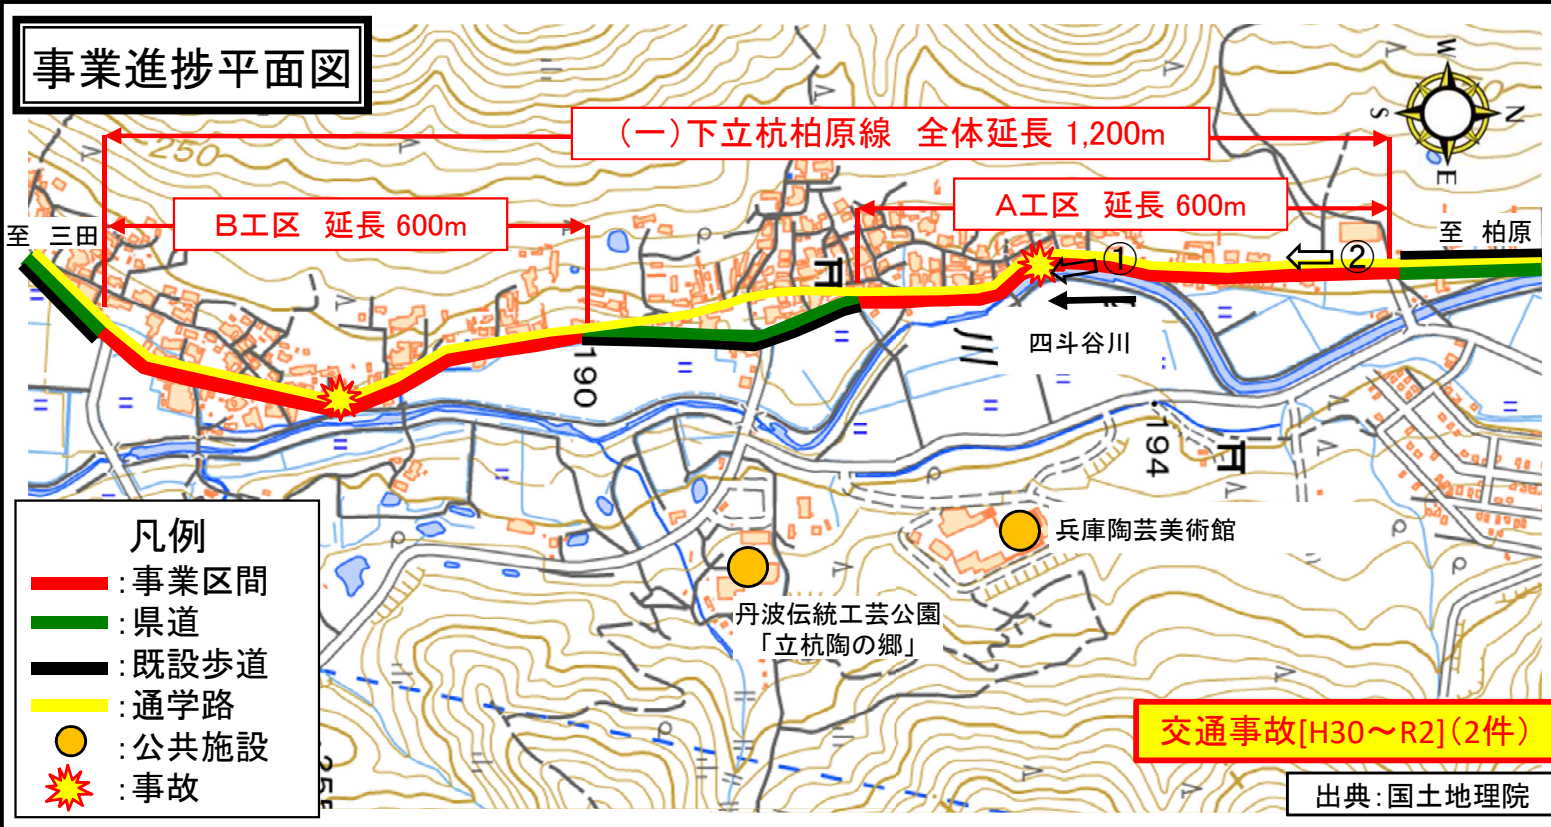 事業進捗平面図
W
N
S
E
250
(一)下立杭柏原線 全体延長 1,200m
B工区 延長 600m
A工区 延長 600m
至 三田
至 柏原
①
②
四斗谷川
川
190
194
兵庫陶芸美術館
丹波伝統工芸公園
「立杭陶の郷」
凡例
:事業区間
:県道
:既設歩道
:通学路
:公共施設
:事故
255
交通事故[H30~R2](2件)
出典:国土地理院